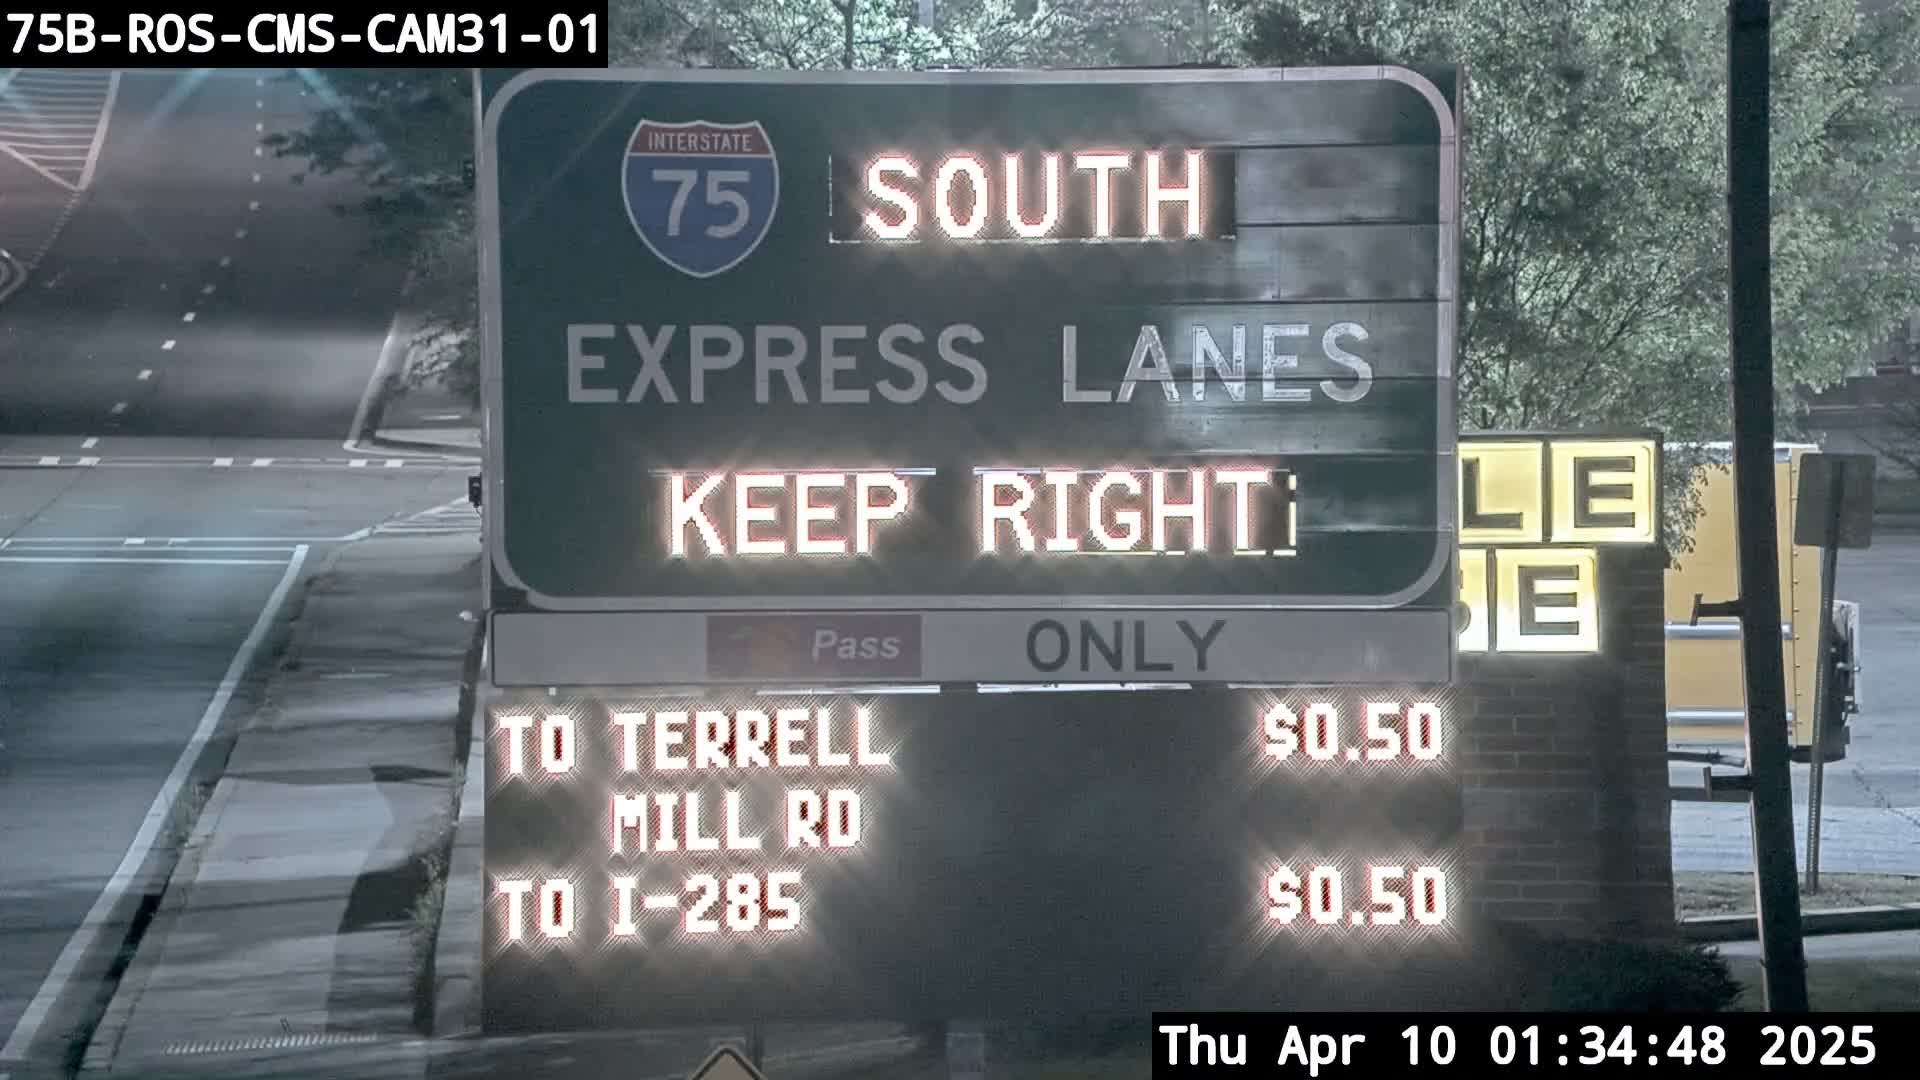 75B-ROS-CMS-CAM31-01
INTERSTATE
75
SOUTH
EXPRESS LANES
KEEP RIGHT
LE
E
Pass ONLY
TO TERRELL $0.50
MILL RD
TO I-285 $0.50
Thu Apr 10 01:34:48 2025